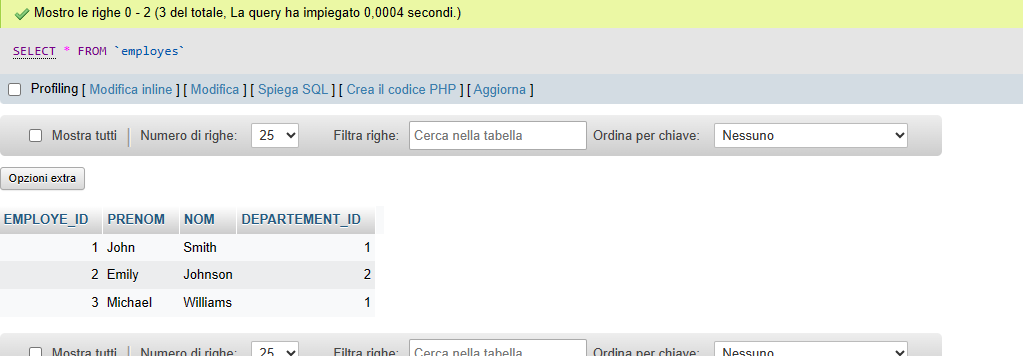 Mostro le righe 0 - 2 (3 del totale, La query ha impiegato 0,0004 secondi.)
SELECT * FROM `employes`
Profiling [ Modifica inline ] [ Modifica ] [ Spiega SQL ] [ Crea il codice PHP ] [ Aggiorna ]
Mostra tutti | Numero di righe: 25 Filtra righe: Cerca nella tabella Ordina per chiave: Nessuno
Opzioni extra
EMPLOYE_ID PRENOM NOM DEPARTEMENT_ID
1 John Smith 1
2 Emily Johnson 2
3 Michael Williams 1
Mostra tutti | Numero di righe: 25 Filtra righe: Cerca nella tabella Ordina per chiave: Nessuno